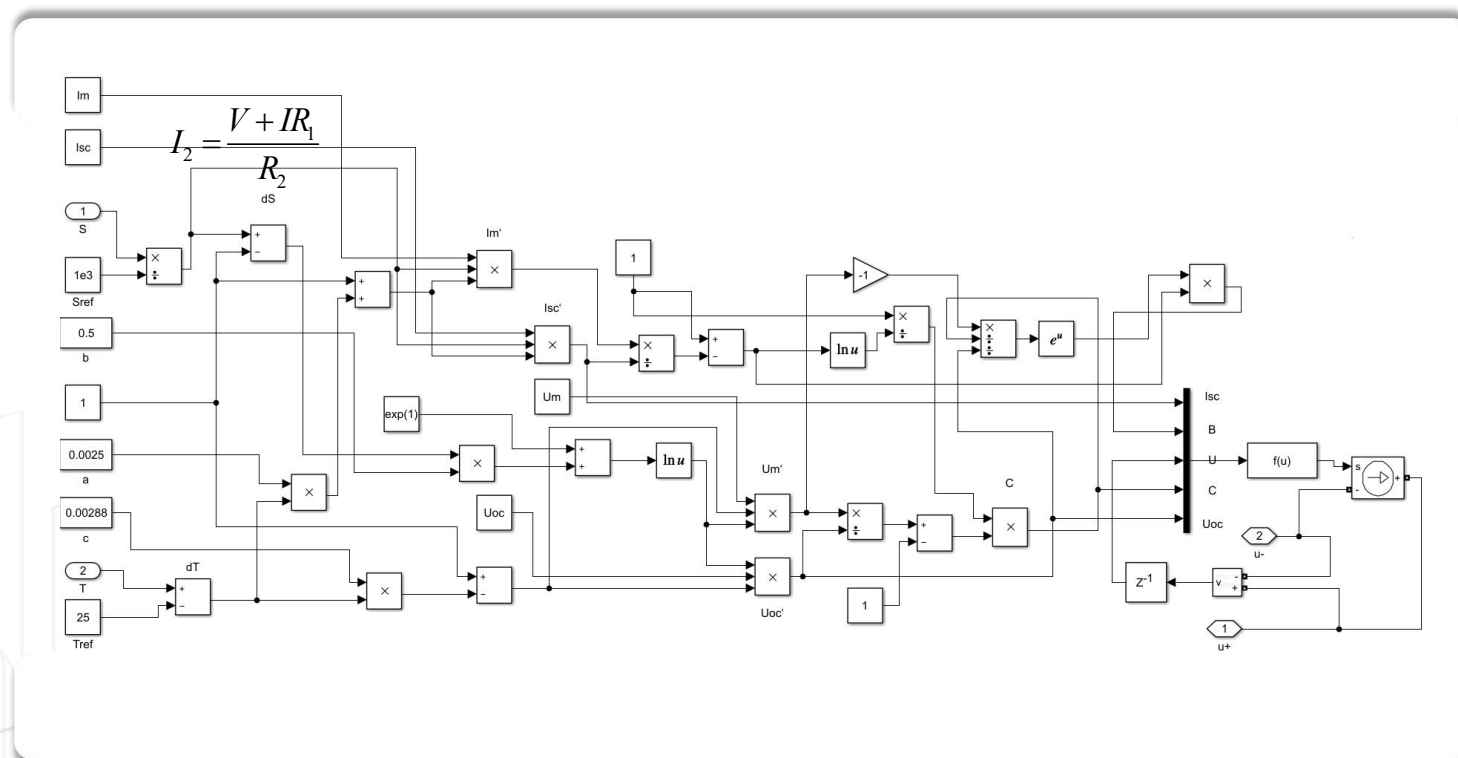 Im
Isc
I₂ = (V + IR₁) / R₂
dS
1
S
×
÷
+
−
1e3
Sref
+
+
Im‘
×
1
-1
×
0.5
b
Isc‘
×
×
÷
+
−
ln u
×
÷
×
÷
÷
eᵘ
1
Um
Isc
exp(1)
B
0.0025
a
×
×
+
+
ln u
Um‘
U
f(u)
s
-
+
0.00288
c
Uoc
×
×
÷
+
−
C
×
C
Uoc
2
u-
2
T
dT
+
−
×
+
−
×
Uoc‘
1
Z⁻¹
v
-
+
25
Tref
1
u+